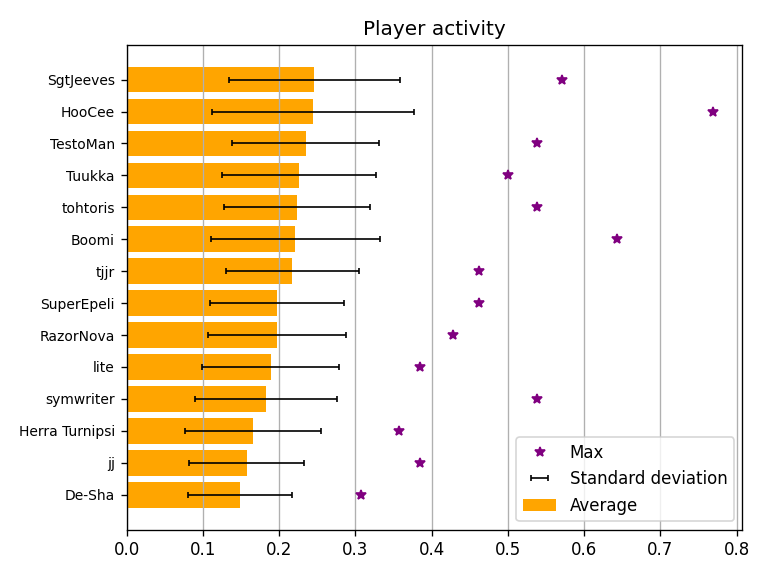 Player activity
SgtJeeves
HooCee
TestoMan
Tuukka
tohtoris
Boomi
tjjr
SuperEpeli
RazorNova
lite
symwriter
Herra Turnipsi
jj
De-Sha
Max
Standard deviation
Average
0.0 0.1 0.2 0.3 0.4 0.5 0.6 0.7 0.8